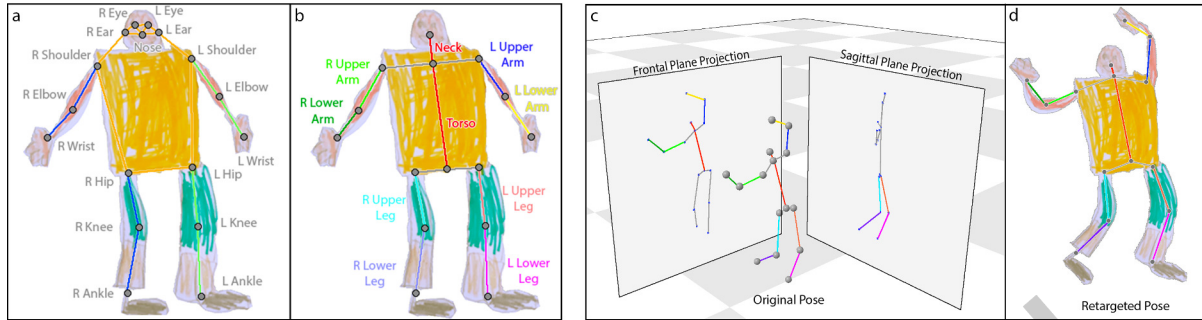 a
R Eye
L Eye
R Ear
L Ear
Nose
R Shoulder
L Shoulder
R Elbow
L Elbow
R Wrist
L Wrist
R Hip
L Hip
R Knee
L Knee
R Ankle
L Ankle
b
Neck
R Upper
Arm
L Upper
Arm
R Lower
Arm
L Lower
Arm
Torso
R Upper
Leg
L Upper
Leg
R Lower
Leg
L Lower
Leg
c
Frontal Plane Projection
Sagittal Plane Projection
Original Pose
d
Retargeted Pose